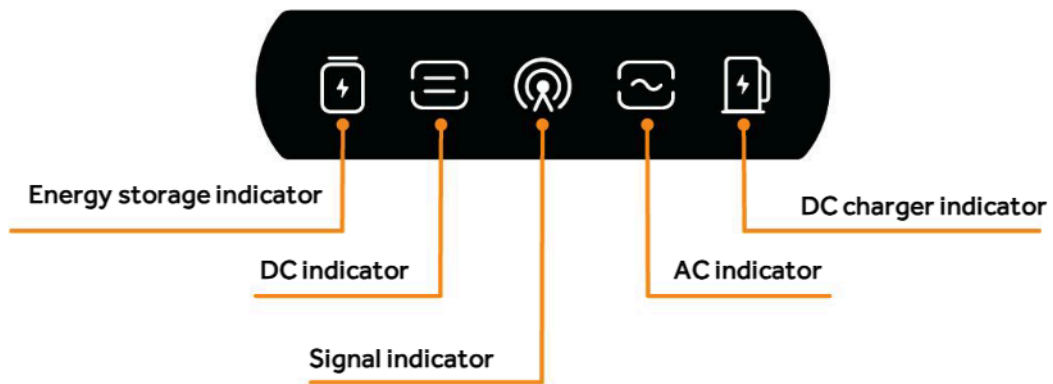 Energy storage indicator
DC charger indicator
DC indicator
AC indicator
Signal indicator